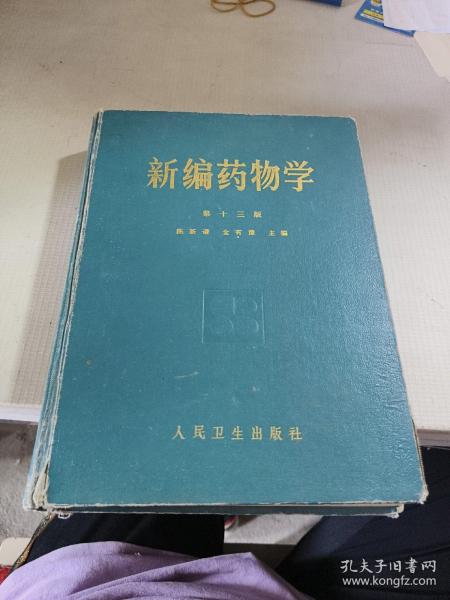 新编药物学
第十三版
陈新谦 金有豫 主编
人民卫生出版社
孔夫子旧书网
www.kongfz.com